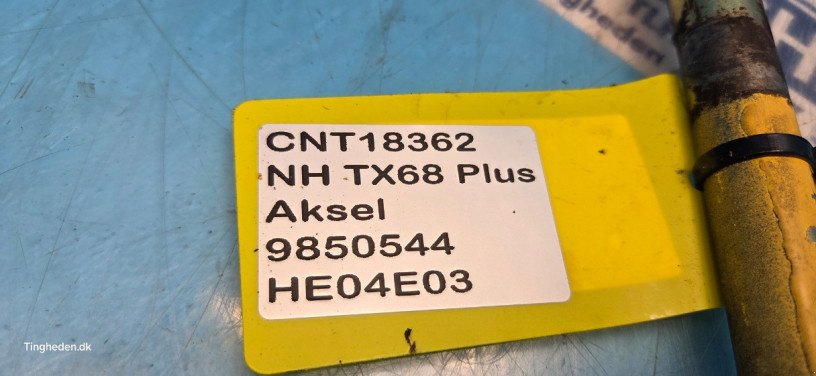 CNT18362
NH TX68 Plus
Aksel
9850544
HE04E03
Tingheden.dk